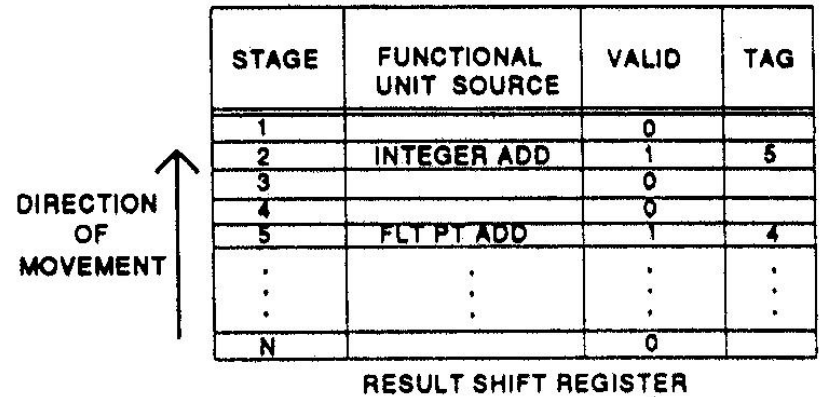 STAGE FUNCTIONAL UNIT SOURCE VALID TAG
1 0
2 INTEGER ADD 1 5
3 0
4 0
5 FLT PT ADD 1 4
N 0
DIRECTION
OF
MOVEMENT
RESULT SHIFT REGISTER